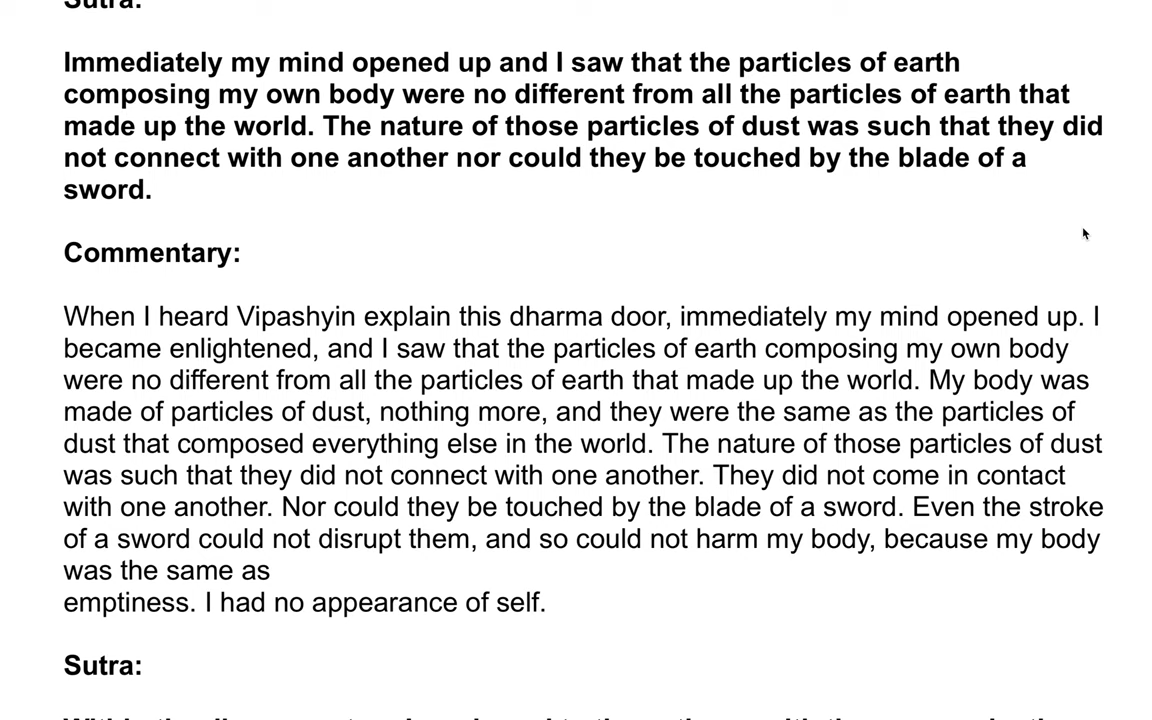 Sutra:
Immediately my mind opened up and I saw that the particles of earth
composing my own body were no different from all the particles of earth that
made up the world. The nature of those particles of dust was such that they did
not connect with one another nor could they be touched by the blade of a
sword.
Commentary:
When I heard Vipashyin explain this dharma door, immediately my mind opened up. I
became enlightened, and I saw that the particles of earth composing my own body
were no different from all the particles of earth that made up the world. My body was
made of particles of dust, nothing more, and they were the same as the particles of
dust that composed everything else in the world. The nature of those particles of dust
was such that they did not connect with one another. They did not come in contact
with one another. Nor could they be touched by the blade of a sword. Even the stroke
of a sword could not disrupt them, and so could not harm my body, because my body
was the same as
emptiness. I had no appearance of self.
Sutra: